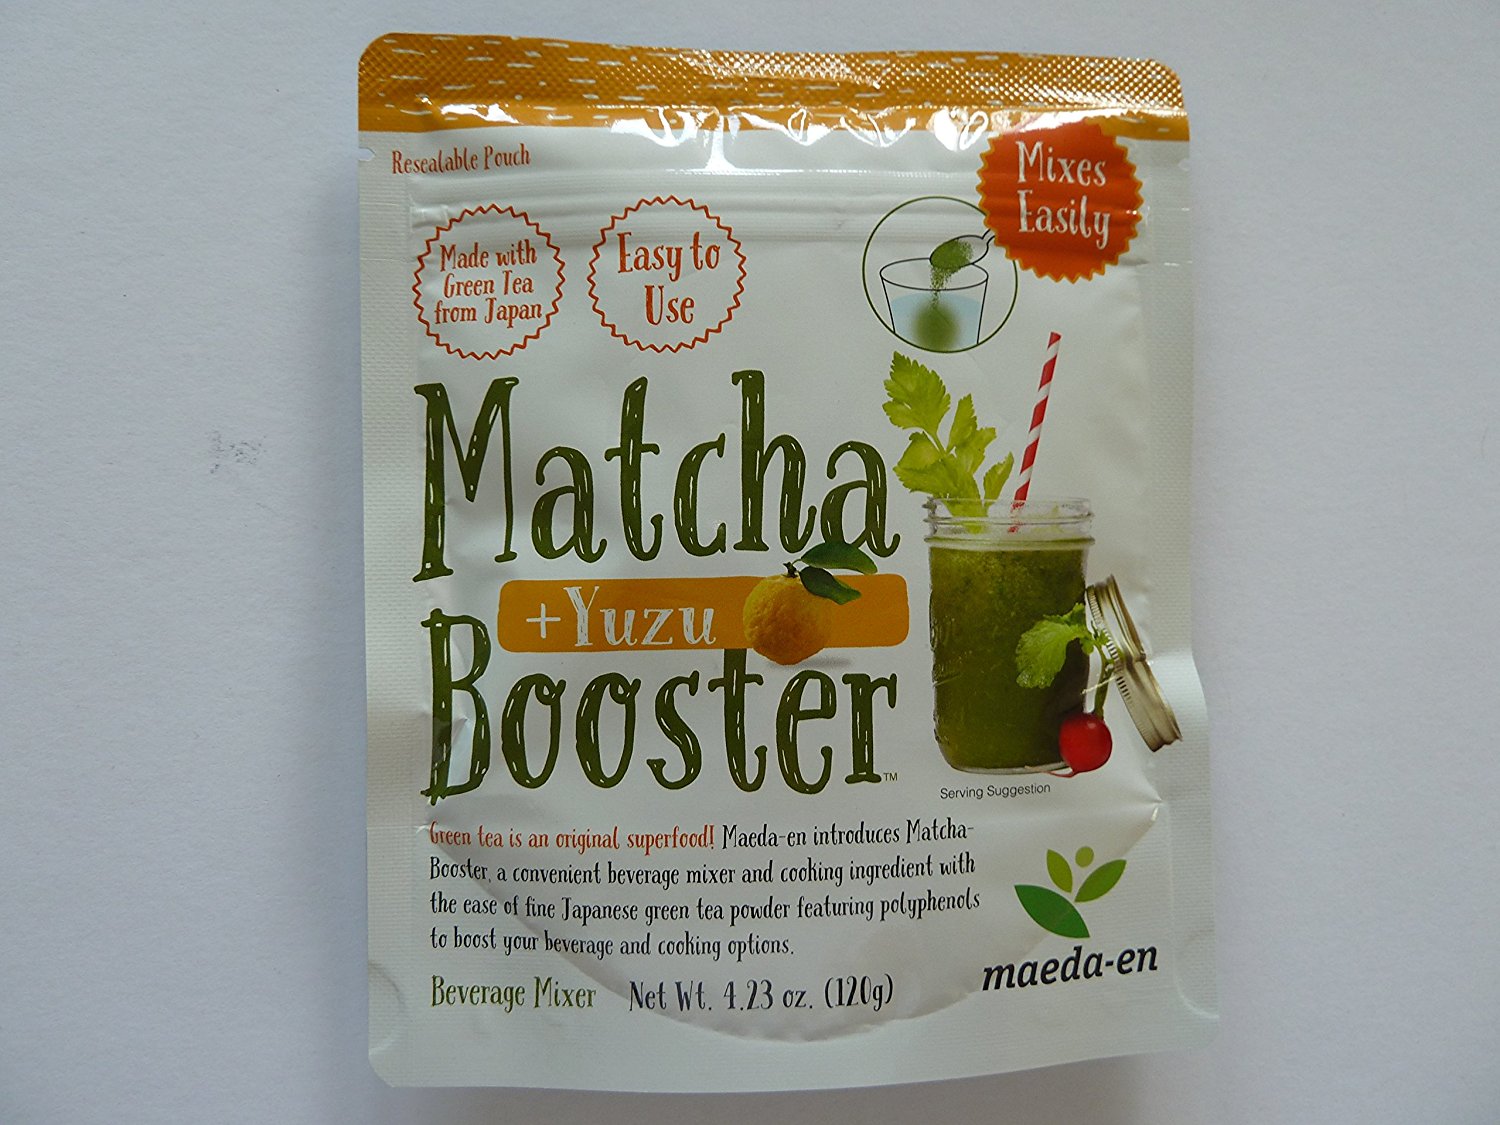 Resealable Pouch
Mixes
Easily
Made with
Green Tea
from Japan
Easy to
Use
Matcha
+Yuzu
Booster™
Serving Suggestion
Green tea is an original superfood! Maeda-en introduces Matcha-
Booster, a convenient beverage mixer and cooking ingredient with
the ease of fine Japanese green tea powder featuring polyphenols
to boost your beverage and cooking options.
maeda-en
Beverage Mixer Net Wt. 4.23 oz. (120g)